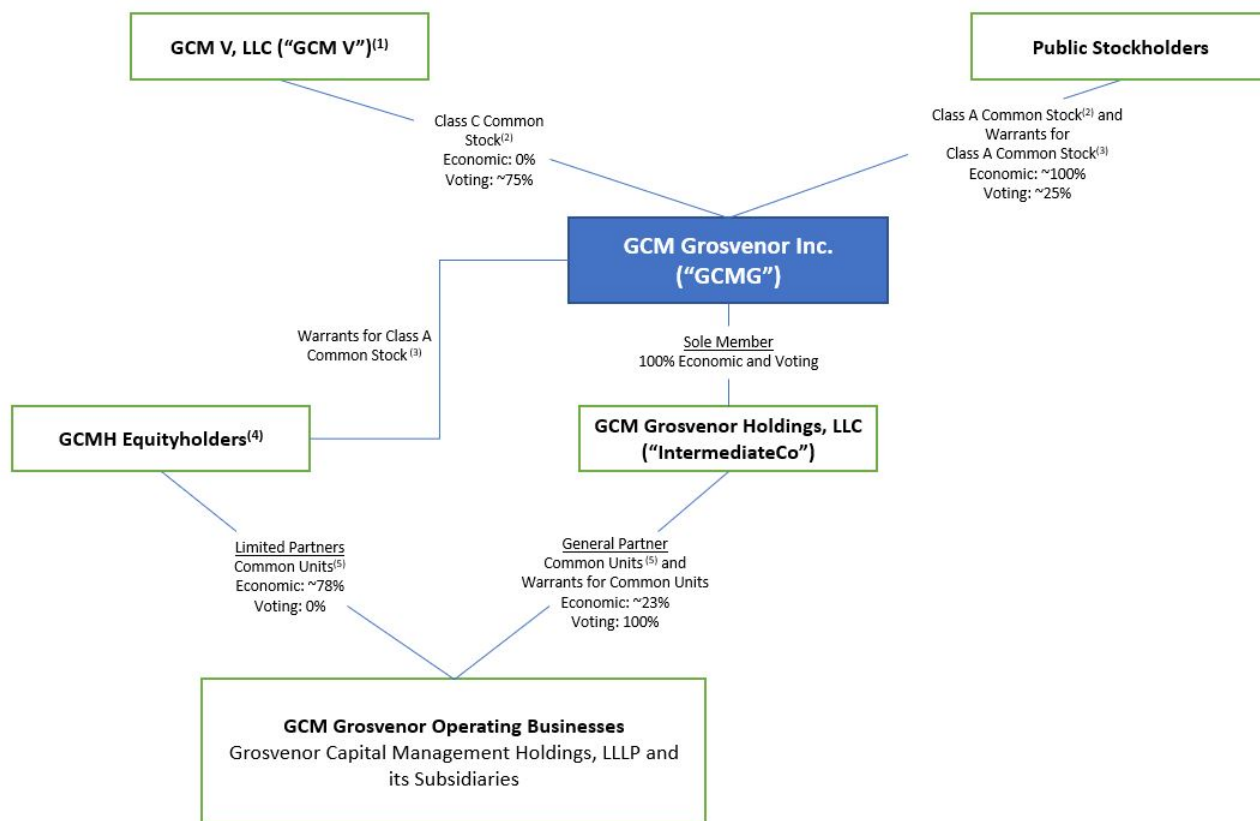 GCM V, LLC (“GCM V”)(1)
Public Stockholders
Class C Common
Stock(2)
Economic: 0%
Voting: ~75%
Class A Common Stock(2) and
Warrants for
Class A Common Stock(3)
Economic: ~100%
Voting: ~25%
GCM Grosvenor Inc.
(“GCMG”)
Warrants for Class A
Common Stock (3)
Sole Member
100% Economic and Voting
GCMH Equityholders(4)
GCM Grosvenor Holdings, LLC
(“IntermediateCo”)
Limited Partners
Common Units(5)
Economic: ~78%
Voting: 0%
General Partner
Common Units (5) and
Warrants for Common Units
Economic: ~23%
Voting: 100%
GCM Grosvenor Operating Businesses
Grosvenor Capital Management Holdings, LLLP and
its Subsidiaries